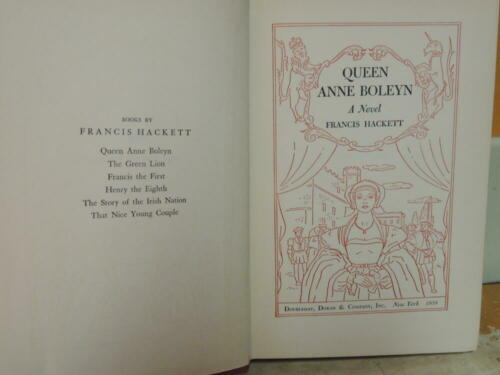 BOOKS BY
FRANCIS HACKETT
Queen Anne Boleyn
The Green Lion
Francis the First
Henry the Eighth
The Story of the Irish Nation
That Nice Young Couple
QUEEN
ANNE BOLEYN
A Novel
FRANCIS HACKETT
DOUBLEDAY, DORAN & COMPANY, INC. New York 1939